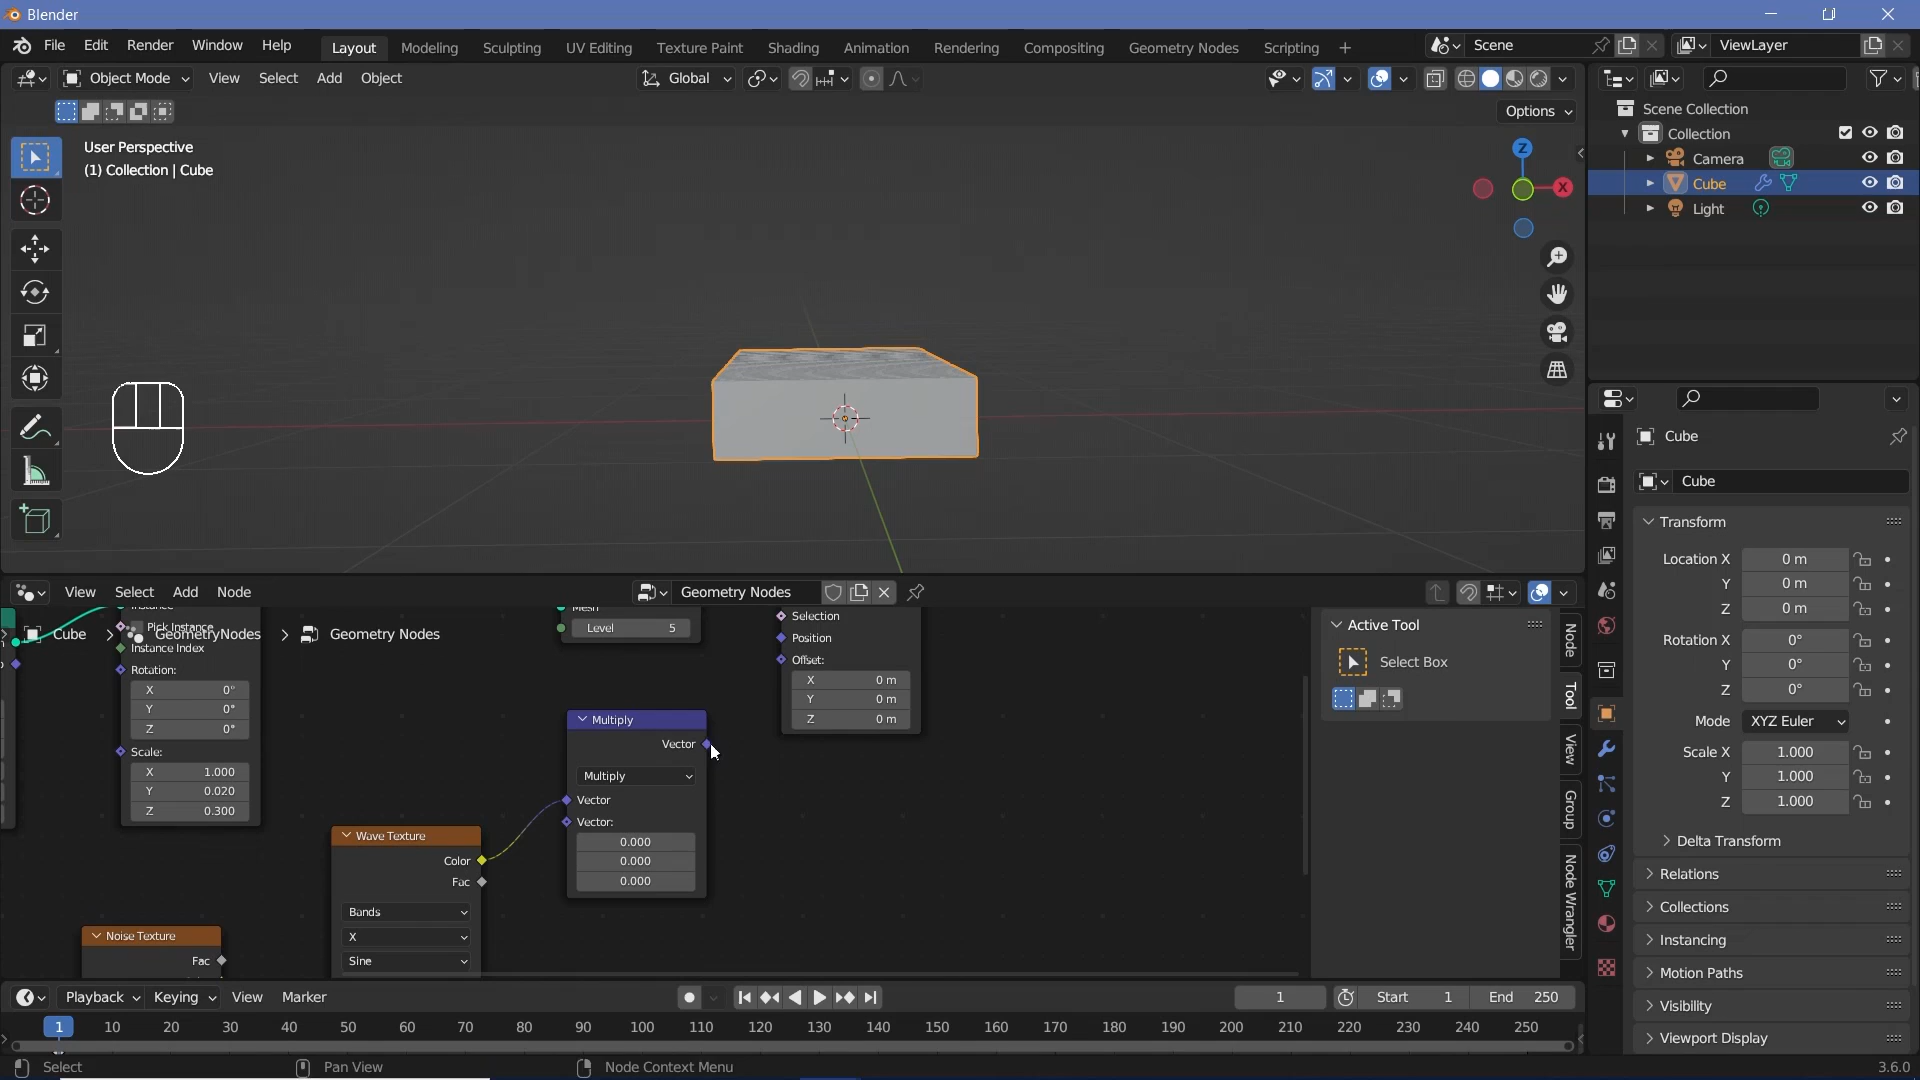 Blender
File Edit Render Window Help Layout Modeling Sculpting UV Editing Texture Paint Shading Animation Rendering Compositing Geometry Nodes Scripting + Scene ViewLayer
Object Mode View Select Add Object Global
Options
User Perspective
(1) Collection | Cube
Z
X
Scene Collection
Collection
Camera
Cube
Light
Cube
Cube
Transform
Location X 0 m
Y 0 m
Z 0 m
Rotation X 0°
Y 0°
Z 0°
Mode XYZ Euler
Scale X 1.000
Y 1.000
Z 1.000
Delta Transform
Relations
Collections
Instancing
Motion Paths
Visibility
Viewport Display
View Select Add Node Geometry Nodes
Cube GeometryNodes Geometry Nodes
Instance
Pick Instance
Instance Index
Rotation:
X 0°
Y 0°
Z 0°
Scale:
X 1.000
Y 0.020
Z 0.300
Mesh
Level 5
Selection
Position
Offset:
X 0 m
Y 0 m
Z 0 m
Multiply
Vector
Multiply
Vector
Vector:
0.000
0.000
0.000
Wave Texture
Color
Fac
Bands
X
Sine
Noise Texture
Fac
Active Tool
Select Box
Node
Tool
View
Group
Node Wrangler
Playback Keying View Marker 1 Start 1 End 250
1 10 20 30 40 50 60 70 80 90 100 110 120 130 140 150 160 170 180 190 200 210 220 230 240 250
Select Pan View Node Context Menu 3.6.0